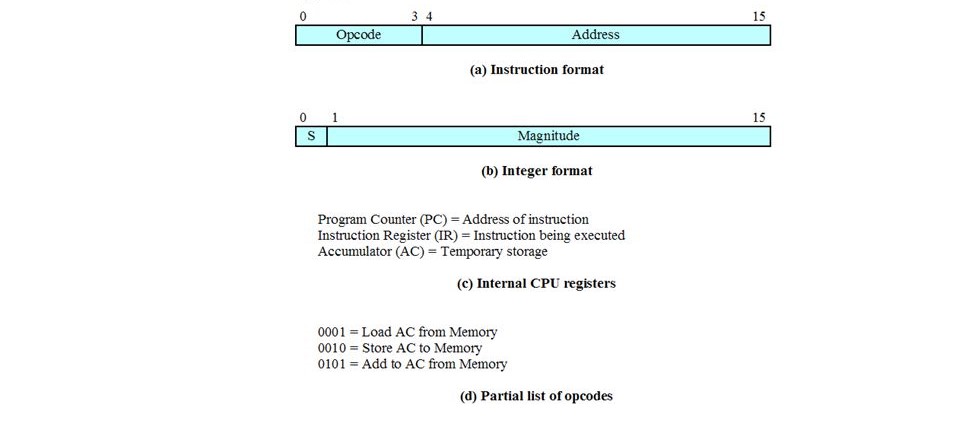 0 3 4 15
Opcode Address
(a) Instruction format
0 1 15
S Magnitude
(b) Integer format
Program Counter (PC) = Address of instruction
Instruction Register (IR) = Instruction being executed
Accumulator (AC) = Temporary storage
(c) Internal CPU registers
0001 = Load AC from Memory
0010 = Store AC to Memory
0101 = Add to AC from Memory
(d) Partial list of opcodes